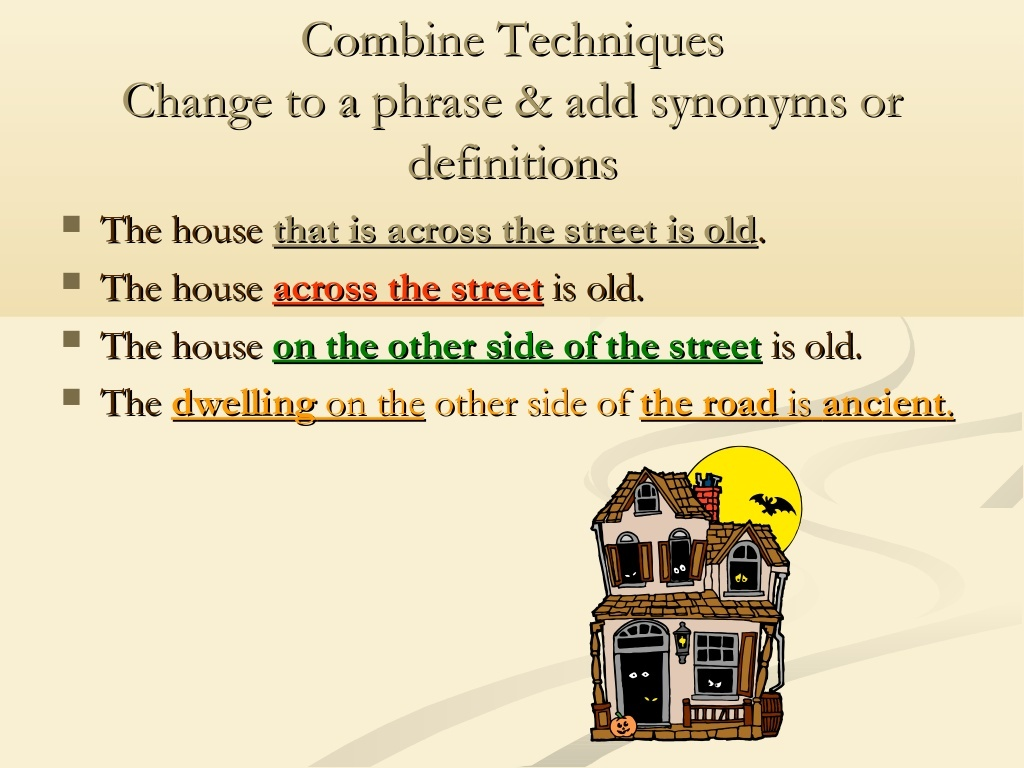 Combine Techniques
Change to a phrase & add synonyms or
definitions
The house that is across the street is old.
The house across the street is old.
The house on the other side of the street is old.
The dwelling on the other side of the road is ancient.